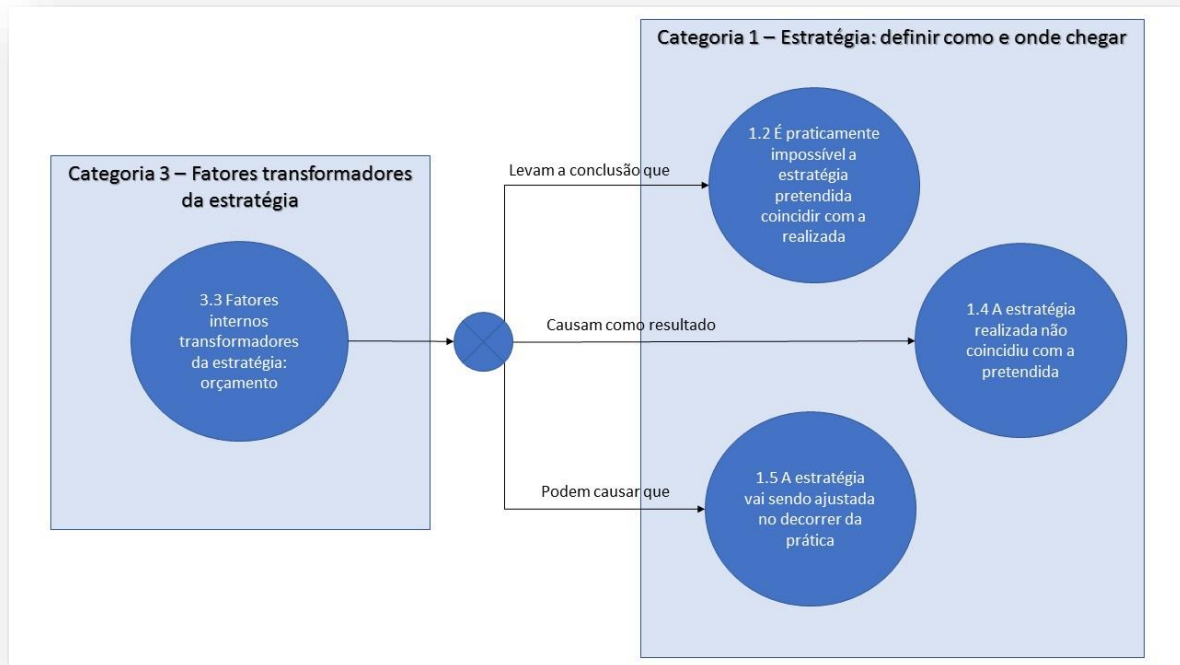 Categoria 3 – Fatores transformadores
da estratégia
3.3 Fatores
internos
transformadores
da estratégia:
orçamento
Levam a conclusão que
Causam como resultado
Podem causar que
Categoria 1 – Estratégia: definir como e onde chegar
1.2 É praticamente
impossível a
estratégia
pretendida
coincidir com a
realizada
1.4 A estratégia
realizada não
coincidiu com a
pretendida
1.5 A estratégia
vai sendo ajustada
no decorrer da
prática